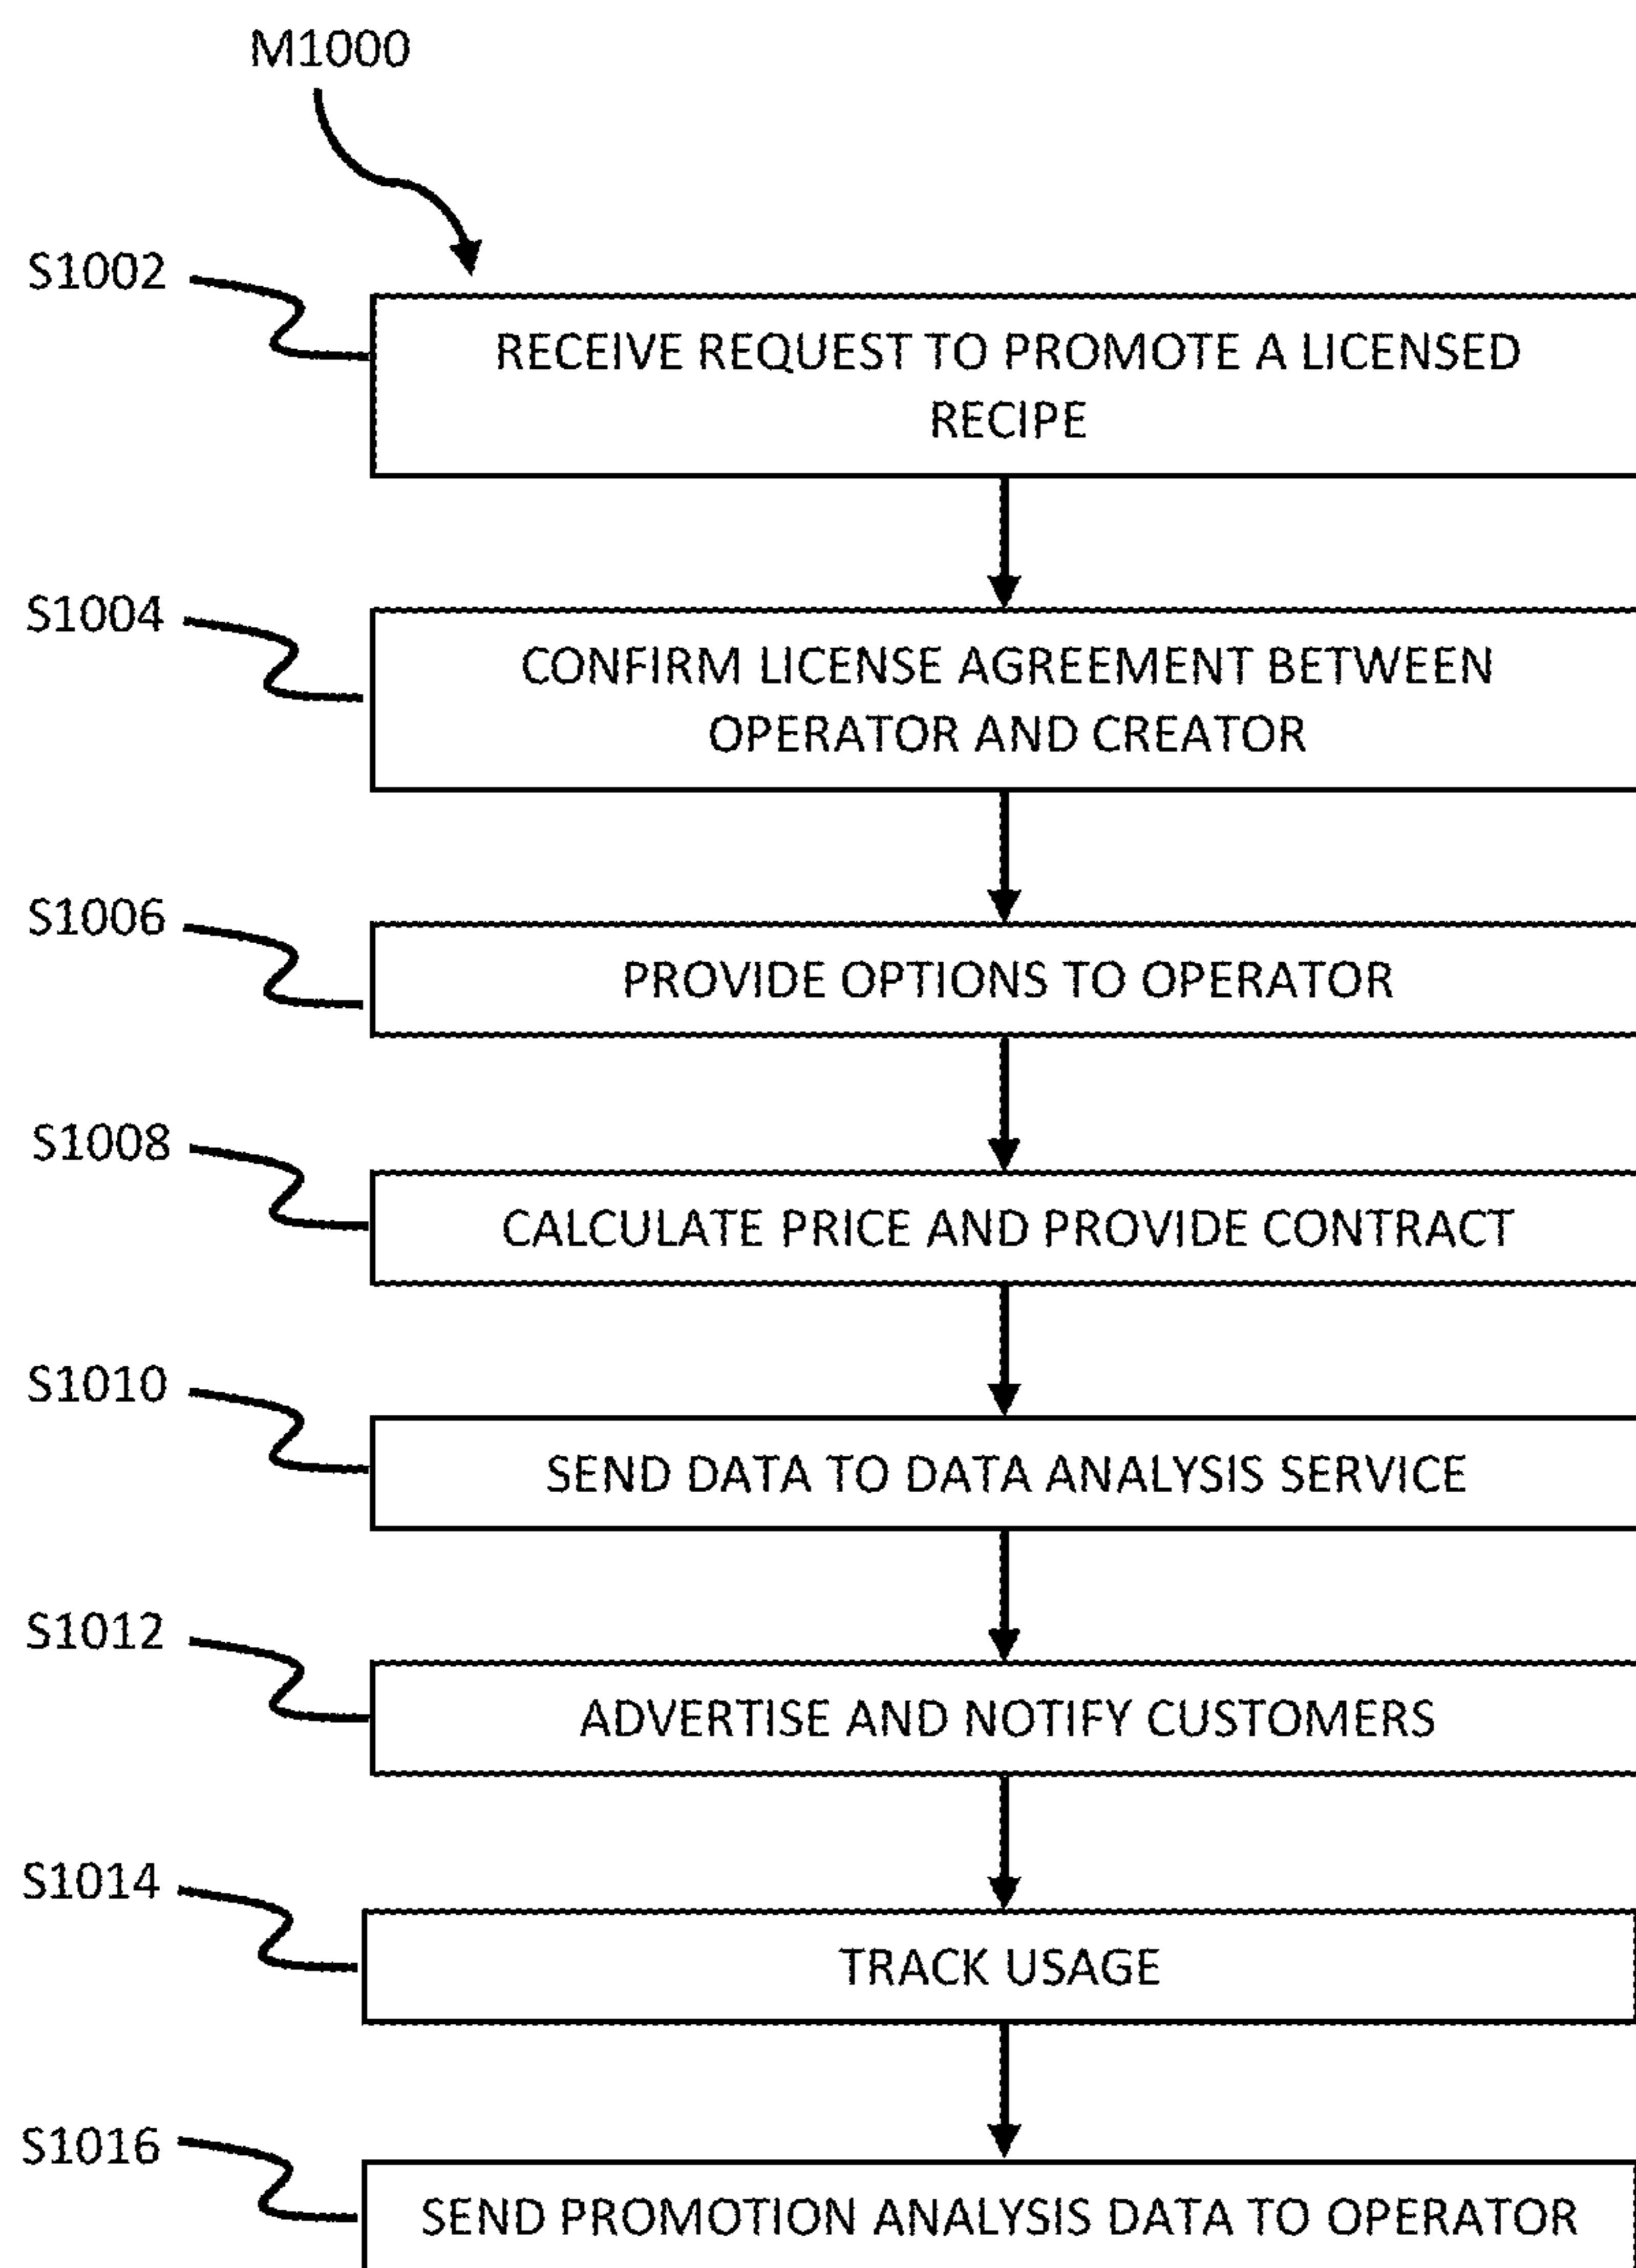 M1000
S1002
RECEIVE REQUEST TO PROMOTE A LICENSED
RECIPE
S1004
CONFIRM LICENSE AGREEMENT BETWEEN
OPERATOR AND CREATOR
S1006
PROVIDE OPTIONS TO OPERATOR
S1008
CALCULATE PRICE AND PROVIDE CONTRACT
S1010
SEND DATA TO DATA ANALYSIS SERVICE
S1012
ADVERTISE AND NOTIFY CUSTOMERS
S1014
TRACK USAGE
S1016
SEND PROMOTION ANALYSIS DATA TO OPERATOR